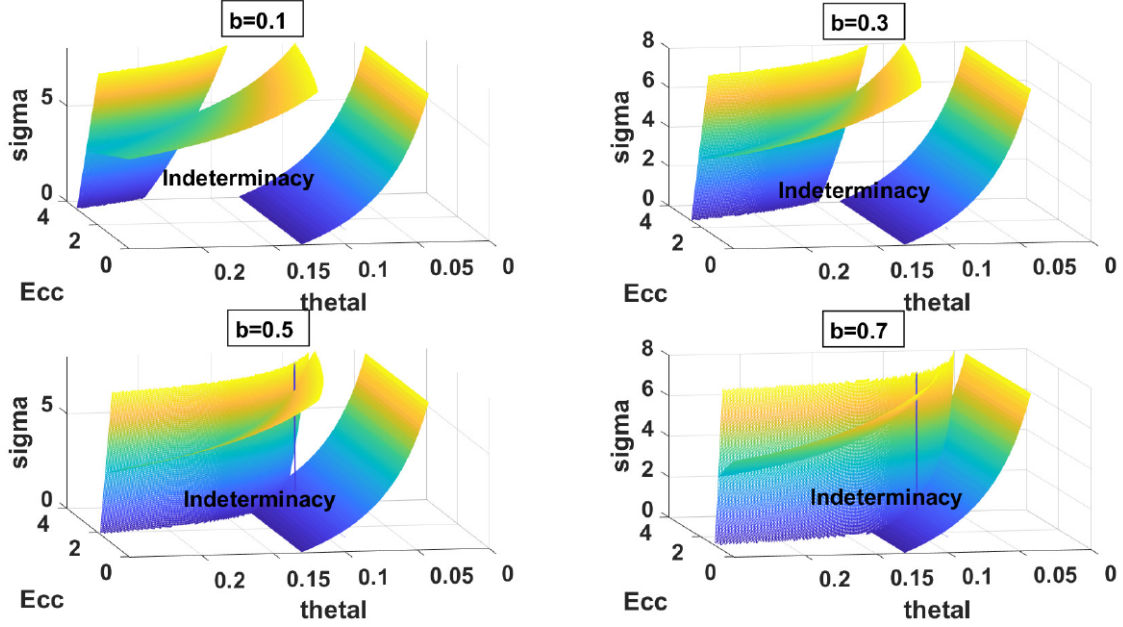 b=0.1
sigma
5
0
4
2
0
Ecc
Indeterminacy
0.2
0.15
0.1
0.05
0
thetal
b=0.3
sigma
8
6
4
2
0
4
2
0
Ecc
Indeterminacy
0.2
0.15
0.1
0.05
0
thetal
b=0.5
sigma
5
0
4
2
0
Ecc
Indeterminacy
0.2
0.15
0.1
0.05
0
thetal
b=0.7
sigma
8
6
4
2
0
4
2
0
Ecc
Indeterminacy
0.2
0.15
0.1
0.05
0
thetal